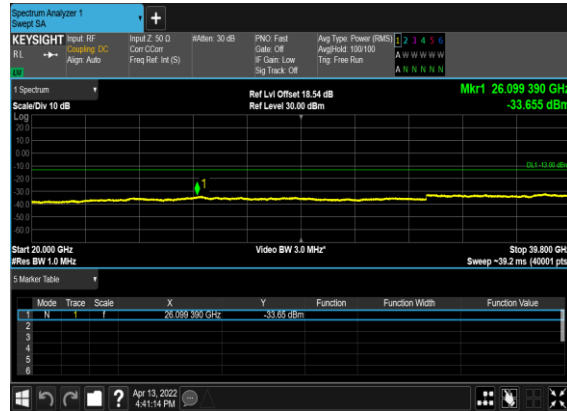 Spectrum Analyzer 1
Swept SA
+
KEYSIGHT Input: RF Input Z: 50 Ω #Atten: 30 dB PNO: Fast Avg Type: Power (RMS) 1 2 3 4 5 6
RL Coupling: DC Corr CCorr Gate: Off Avg|Hold: 100/100 A W W W W W
Align: Auto Freq Ref: Int (S) IF Gain: Low Trig: Free Run
Sig Track: Off A N N N N N
1 Spectrum Ref Lvl Offset 18.54 dB Mkr1 26.099 390 GHz
Scale/Div 10 dB Ref Level 30.00 dBm -33.655 dBm
Log
20.0
10.0
0.00
-10.0 DL1 -13.00 dBm
-20.0
-30.0 1
-40.0
-50.0
-60.0
Start 20.000 GHz Video BW 3.0 MHz* Stop 39.800 GHz
#Res BW 1.0 MHz Sweep ~39.2 ms (40001 pts)
5 Marker Table
Mode Trace Scale X Y Function Function Width Function Value
1 N 1 f 26.099 390 GHz -33.65 dBm
2
3
4
5
6
? Apr 13, 2022
4:41:14 PM